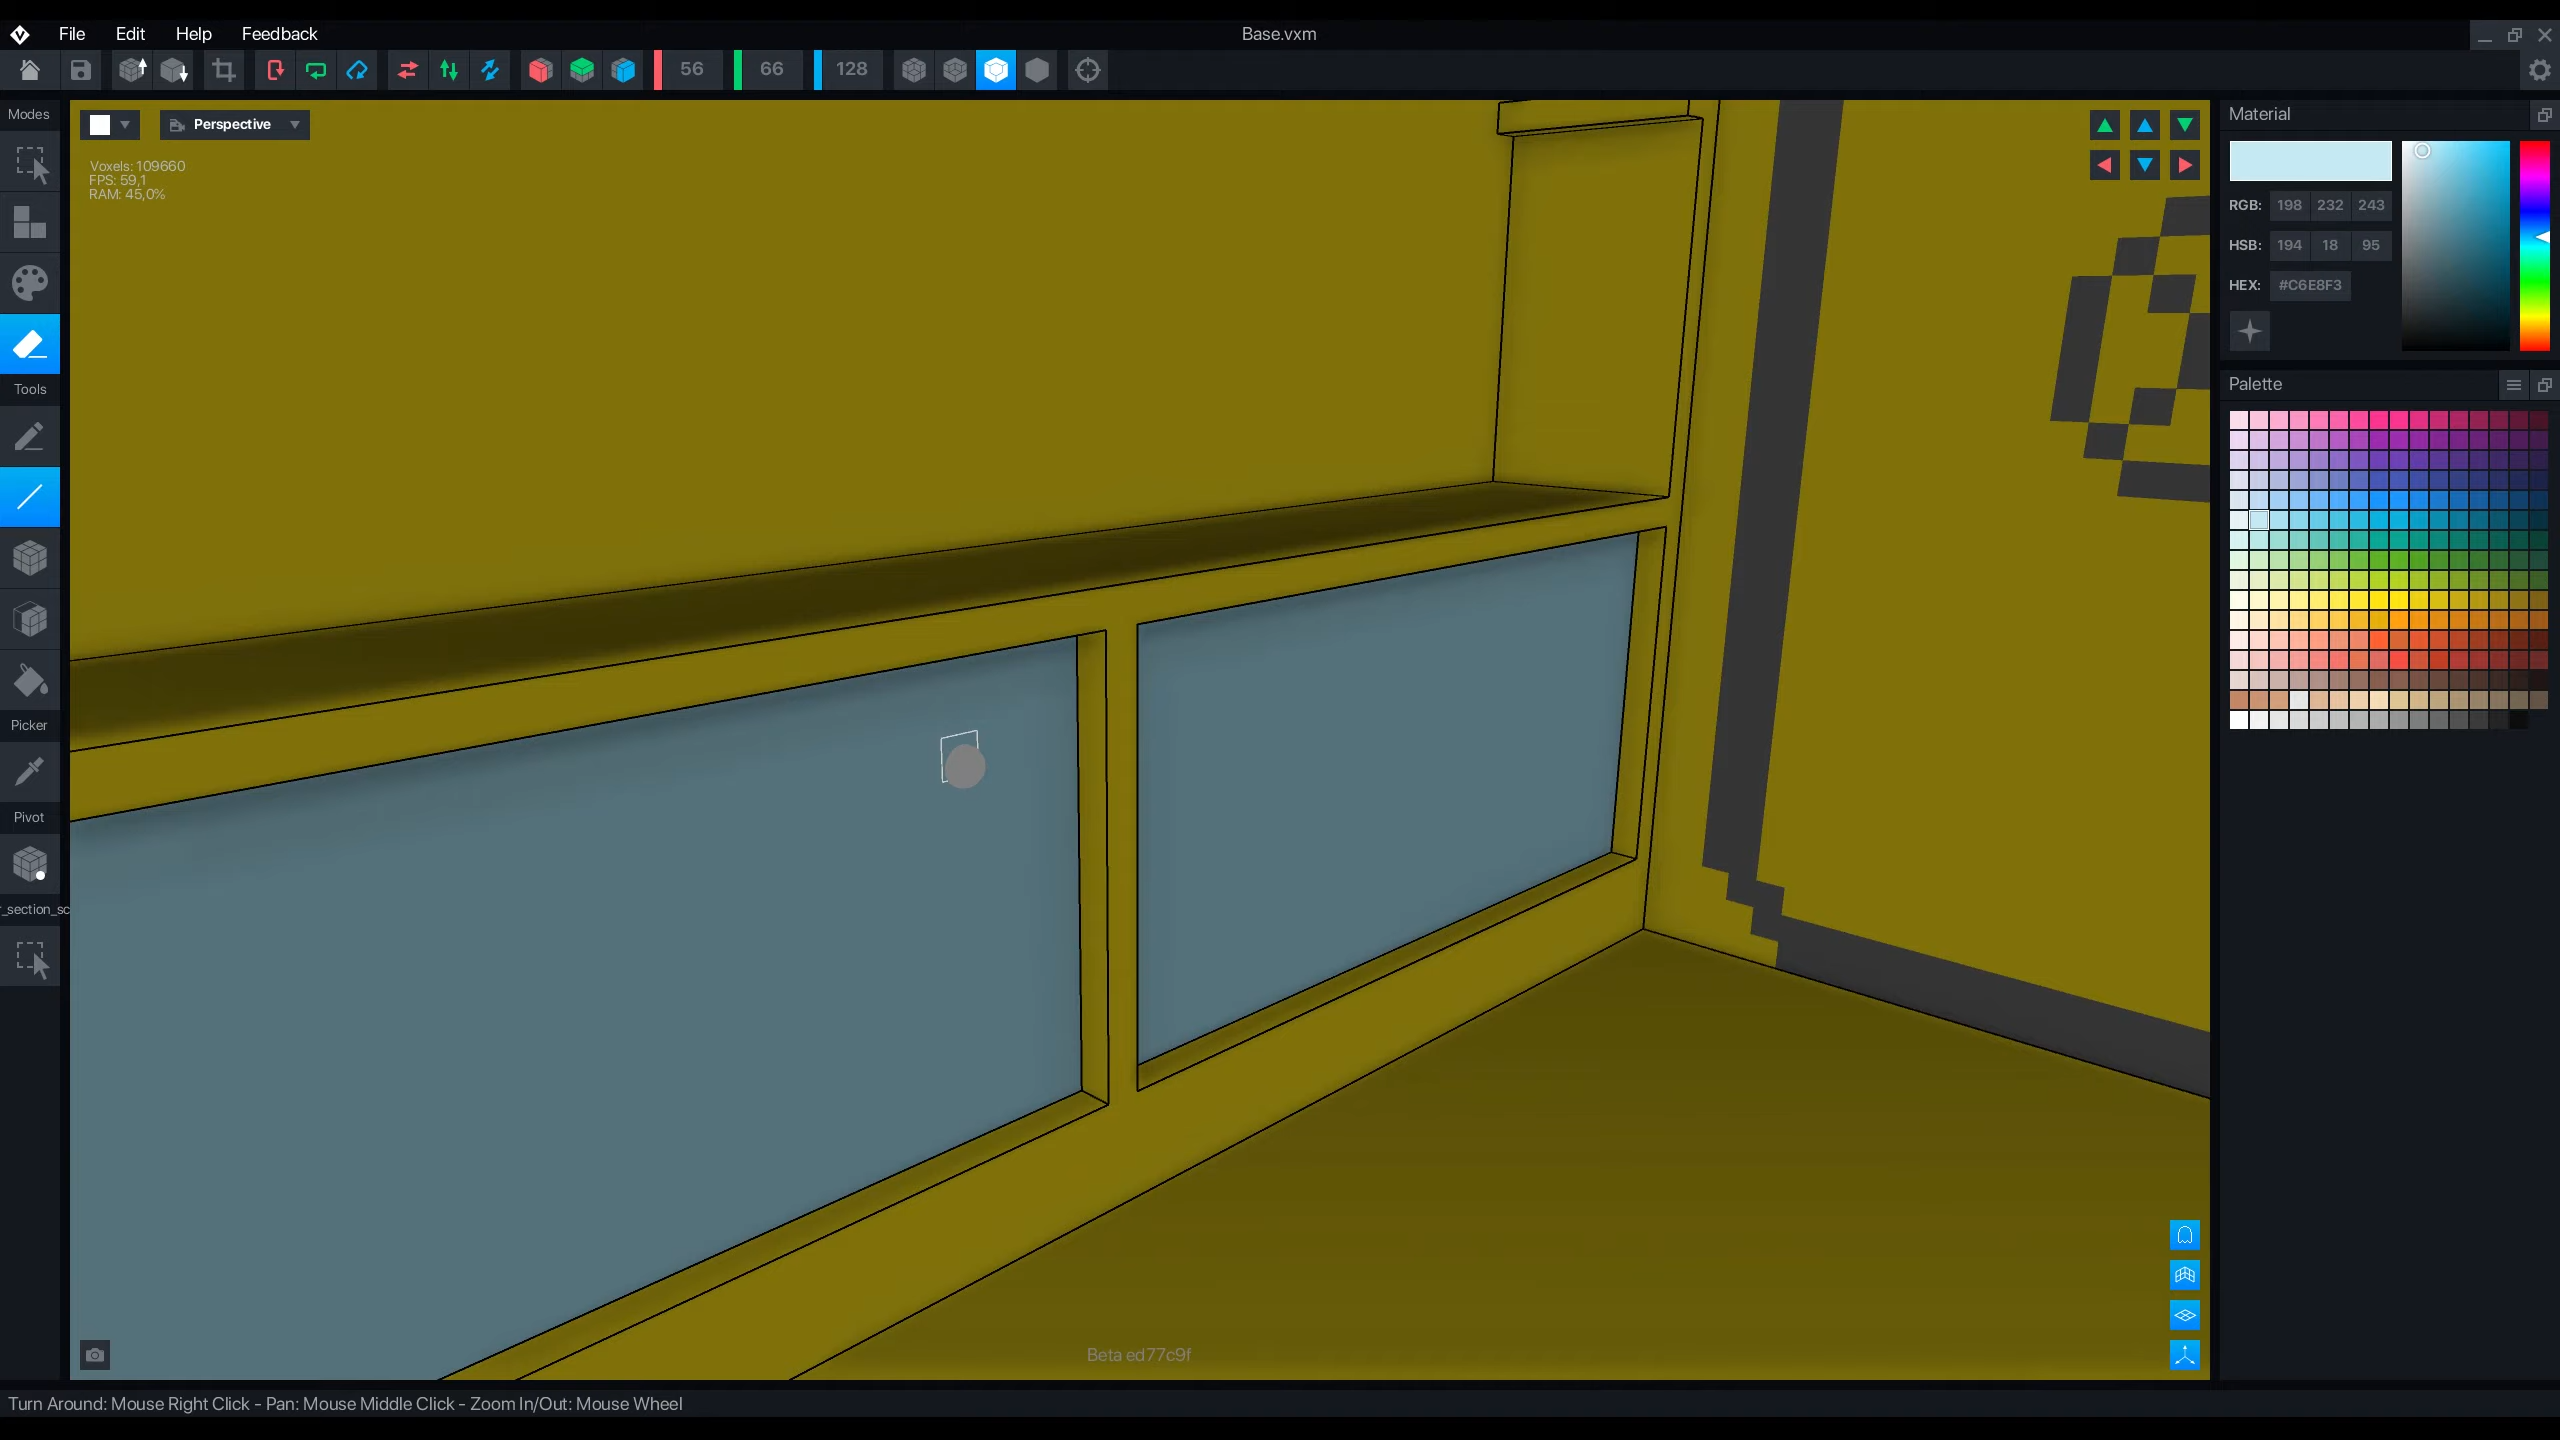 File Edit Help Feedback
Base.vxm
56 66 128
Modes
Perspective
Voxels: 109660
FPS: 59,1
RAM: 45,0%
Tools
Picker
Pivot
r_section_sc
Material
RGB: 198 232 243
HSB: 194 18 95
HEX: #C6E8F3
Palette
Beta ed77c9f
Turn Around: Mouse Right Click - Pan: Mouse Middle Click - Zoom In/Out: Mouse Wheel